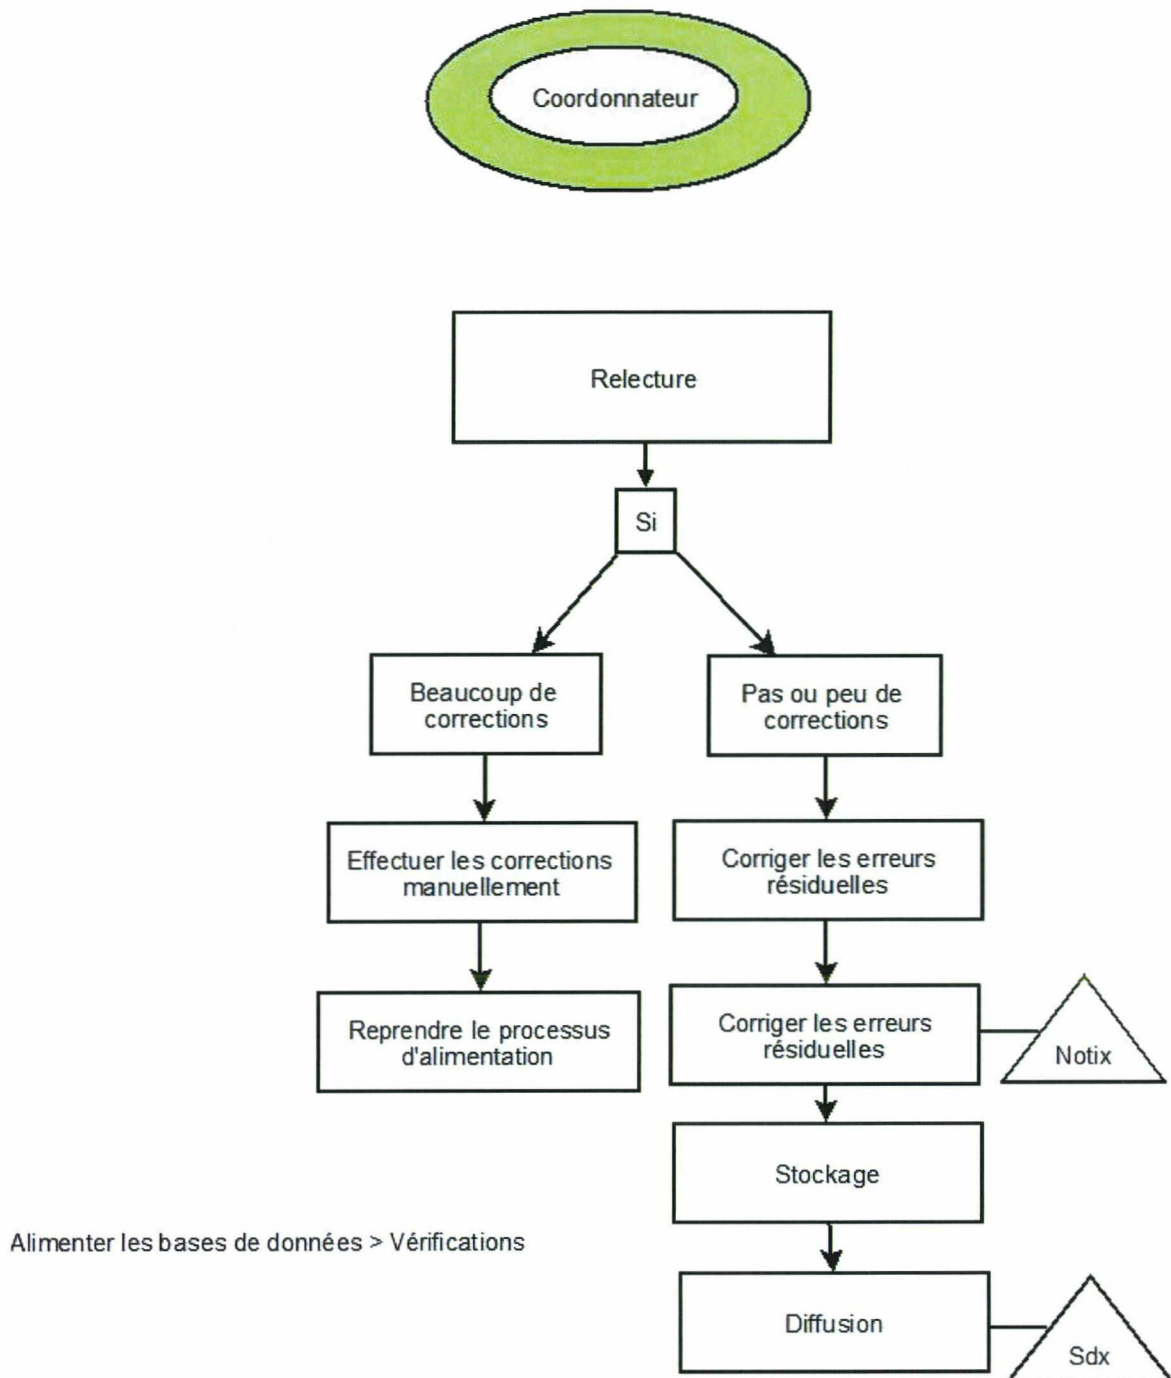 Coordonnateur
Relecture
Si
Beaucoup de
corrections
Pas ou peu de
corrections
Effectuer les corrections
manuellement
Corriger les erreurs
résiduelles
Reprendre le processus
d'alimentation
Corriger les erreurs
résiduelles
Notix
Stockage
Alimenter les bases de données > Vérifications
Diffusion
Sdx